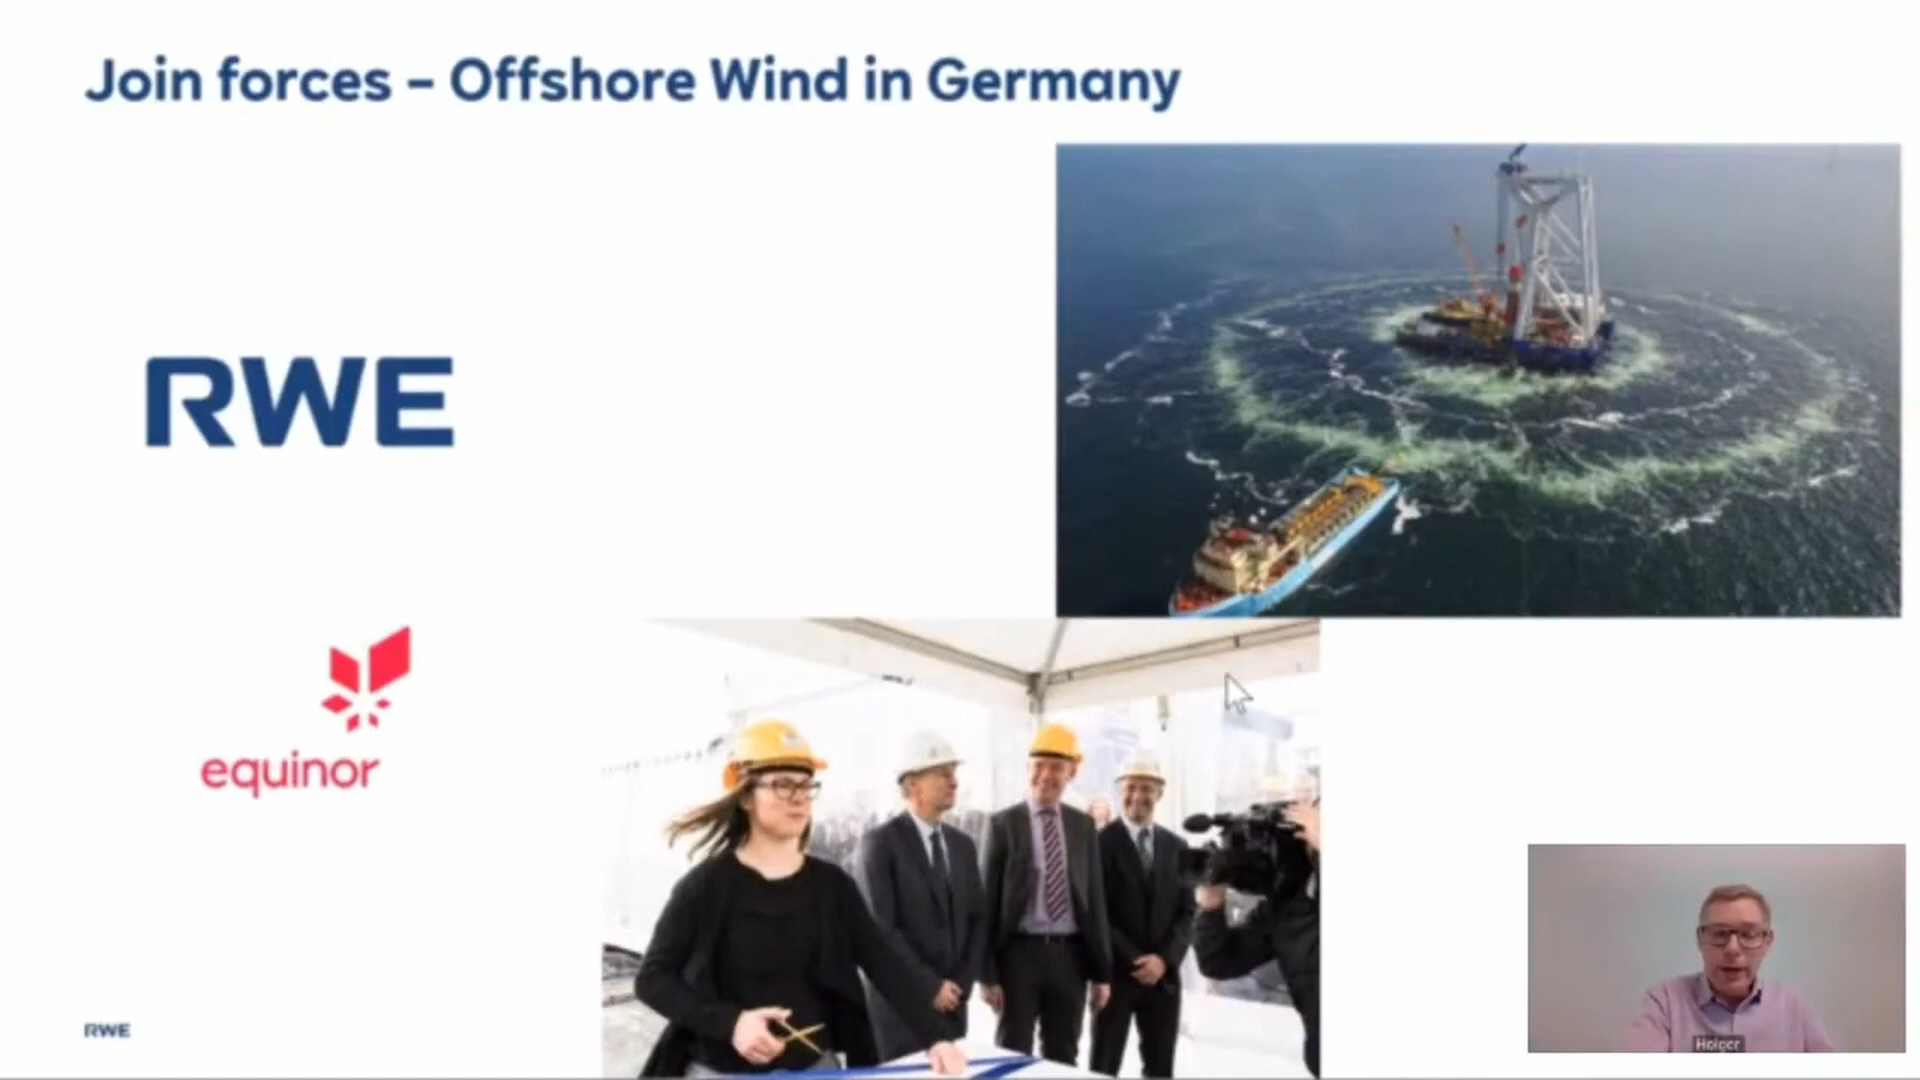 Join forces – Offshore Wind in Germany
RWE
equinor
RWE
Holger